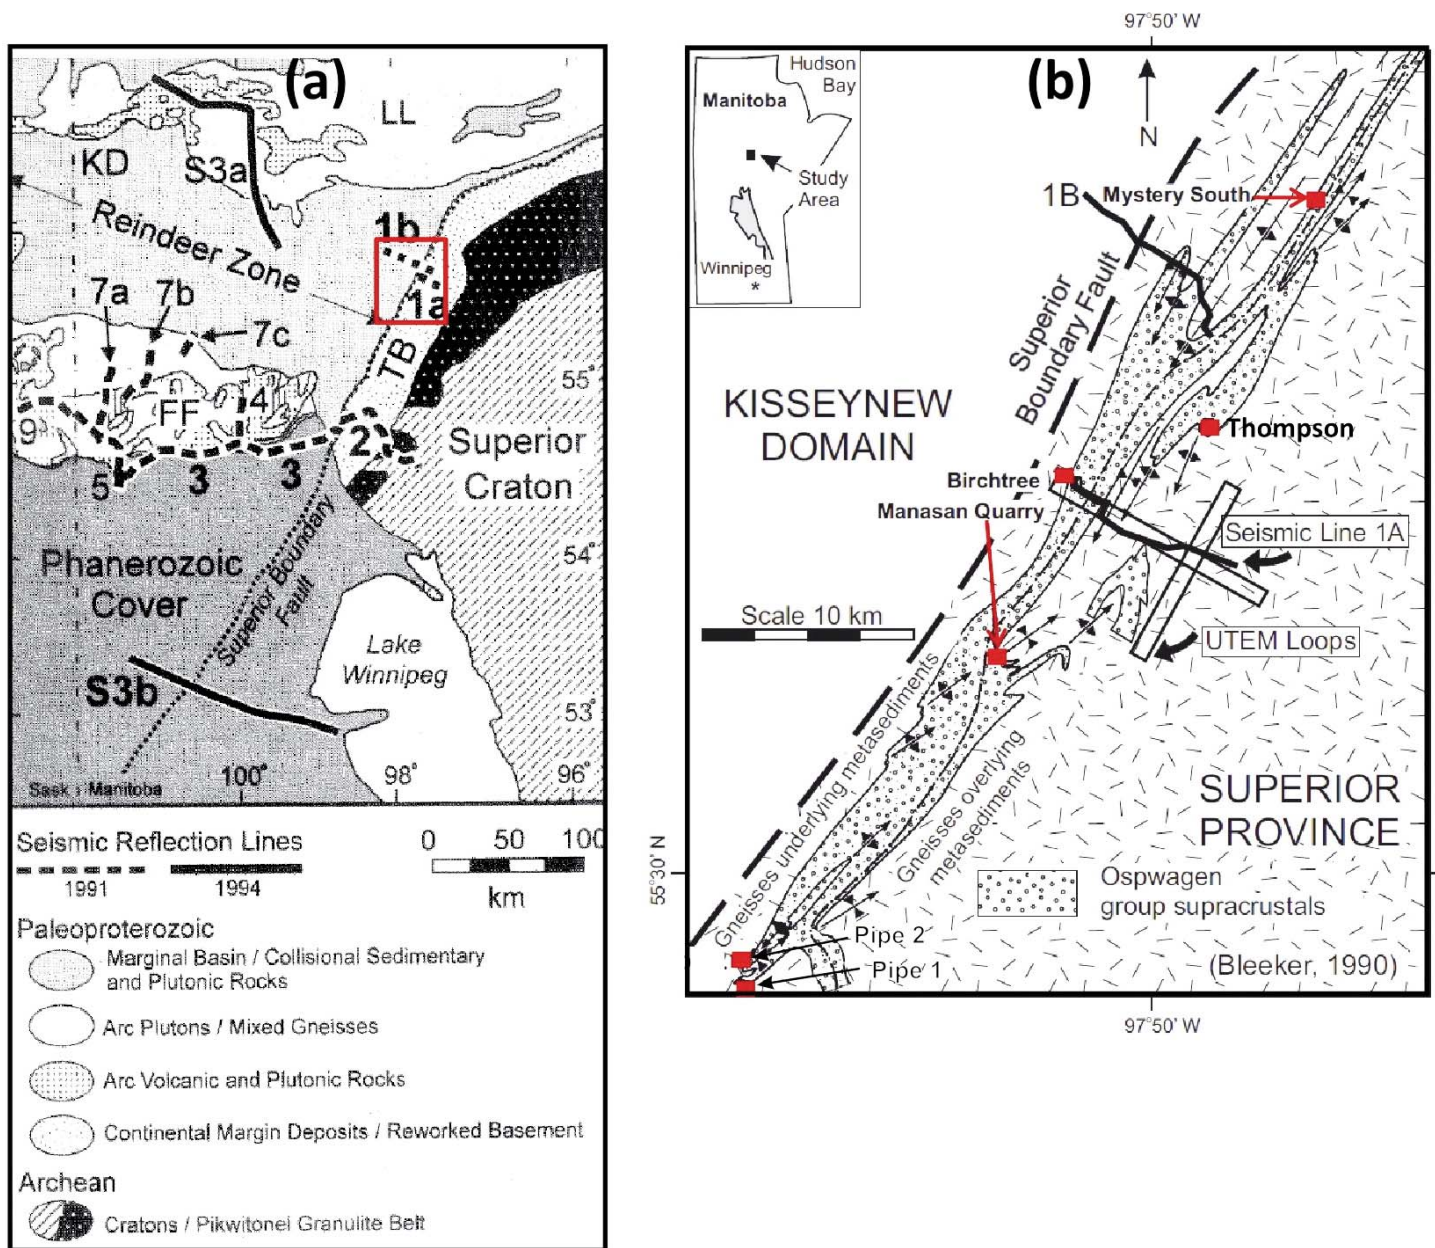 (a)
LL
KD
S3a
Reindeer Zone
1b
1a
7a
7b
7c
TB
55°
FF
4
9
2
5
3
3
Superior
Craton
54
Phanerozoic
Cover
Superior Boundary
Fault
Lake
Winnipeg
S3b
53°
100°
98°
96°
Sask
Manitoba
Seismic Reflection Lines
1991
1994
0 50 100
km
Paleoproterozoic
Marginal Basin / Collisional Sedimentary
and Plutonic Rocks
Arc Plutons / Mixed Gneisses
Arc Volcanic and Plutonic Rocks
Continental Margin Deposits / Reworked Basement
Archean
Cratons / Pikwitonei Granulite Belt
97°50' W
(b)
Hudson
Bay
Manitoba
Study
Area
Winnipeg
*
N
1B
Mystery South
Superior
Boundary Fault
KISSEYNEW
DOMAIN
Thompson
Birchtree
Manasan Quarry
Seismic Line 1A
Scale 10 km
UTEM Loops
Gneisses underlying metasediments
Gneisses overlying
metasediments
SUPERIOR
PROVINCE
55°30' N
Ospwagen
group supracrustals
Pipe 2
Pipe 1
(Bleeker, 1990)
97°50' W